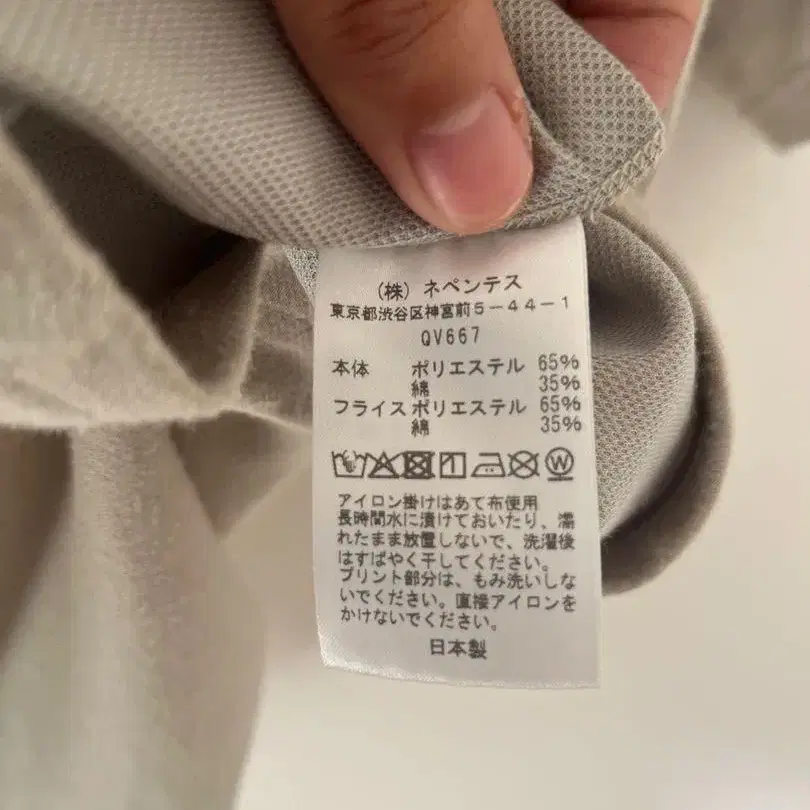 （株）ネペンテス
東京都渋谷区神宮前５－４４－１
QV667
本体 ポリエステル 65%
綿 35%
フライス ポリエステル 65%
綿 35%
アイロン掛けはあて布使用
長時間水に漬けておいたり、濡
れたまま放置しないで、洗濯後
はすばやく干してください。
プリント部分は、もみ洗いしな
いでください。直接アイロンを
かけないでください。
日本製